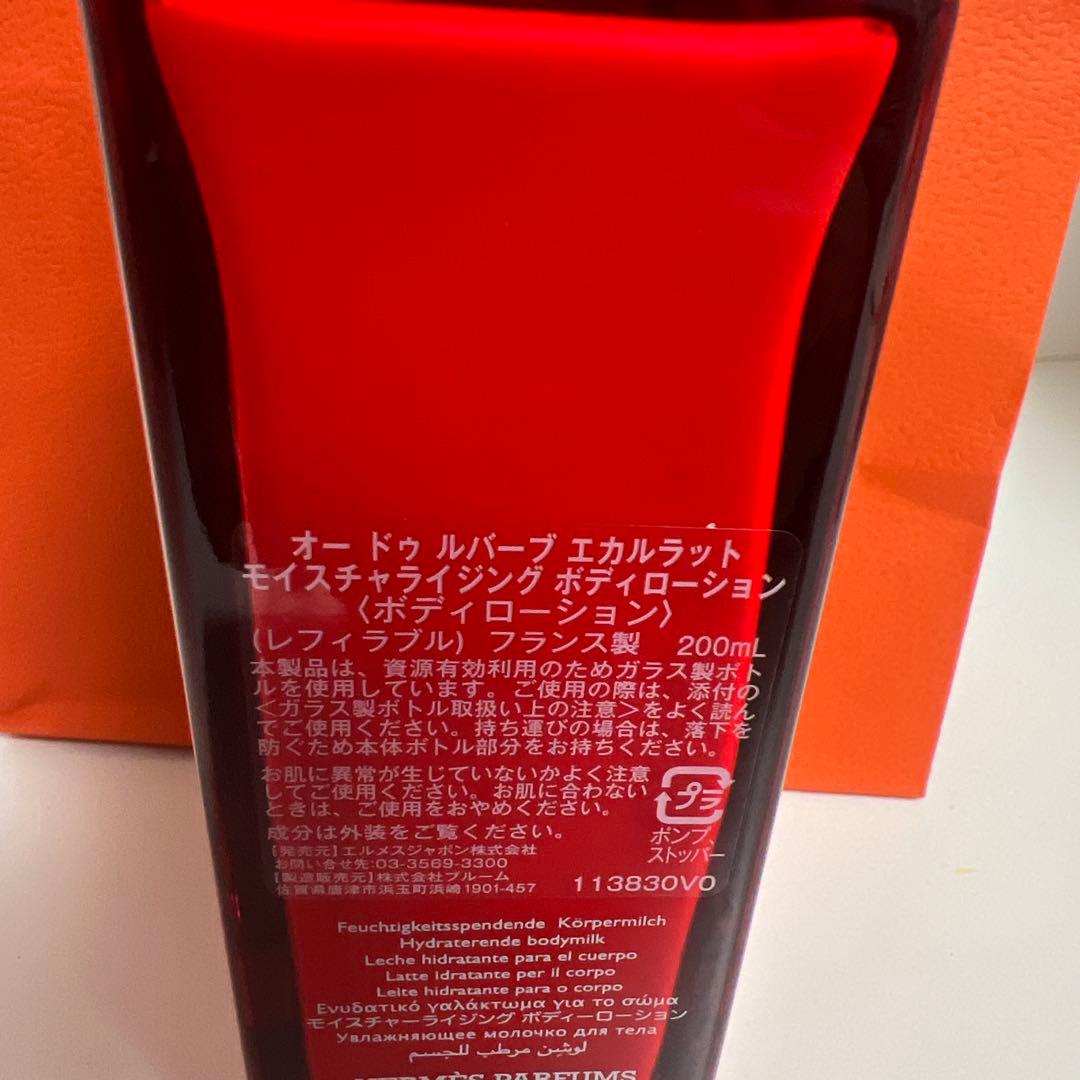 オー ドゥ ルバーブ エカルラット
モイスチャライジング ボディローション
〈ボディローション〉
(レフィラブル) フランス製 200mL
本製品は、資源有効利用のためガラス製ボト
ルを使用しています。ご使用の際は、添付の
<ガラス製ボトル取扱い上の注意>をよく読ん
でご使用ください。持ち運びの場合は、落下を
防ぐため本体ボトル部分をお持ちください。
お肌に異常が生じていないかよく注意
してご使用ください。お肌に合わない
ときは、ご使用をおやめください。
プラ
成分は外装をご覧ください。
ポンプ、
ストッパー
【発売元】エルメスジャポン株式会社
お問い合せ先:03-3569-3300
【製造販売元】株式会社ブルーム
佐賀県唐津市浜玉町浜崎1901-457
113830V0
Feuchtigkeitsspendende Körpermilch
Hydraterende bodymilk
Leche hidratante para el cuerpo
Latte idratante per il corpo
Leite hidratante para o corpo
Ενυδατικό γαλάκτωμα για το σώμα
モイスチャーライジング ボディーローション
Увлажняющее молочко для тела
لوشن مرطب للجسم
HERMÈS PARFUMS